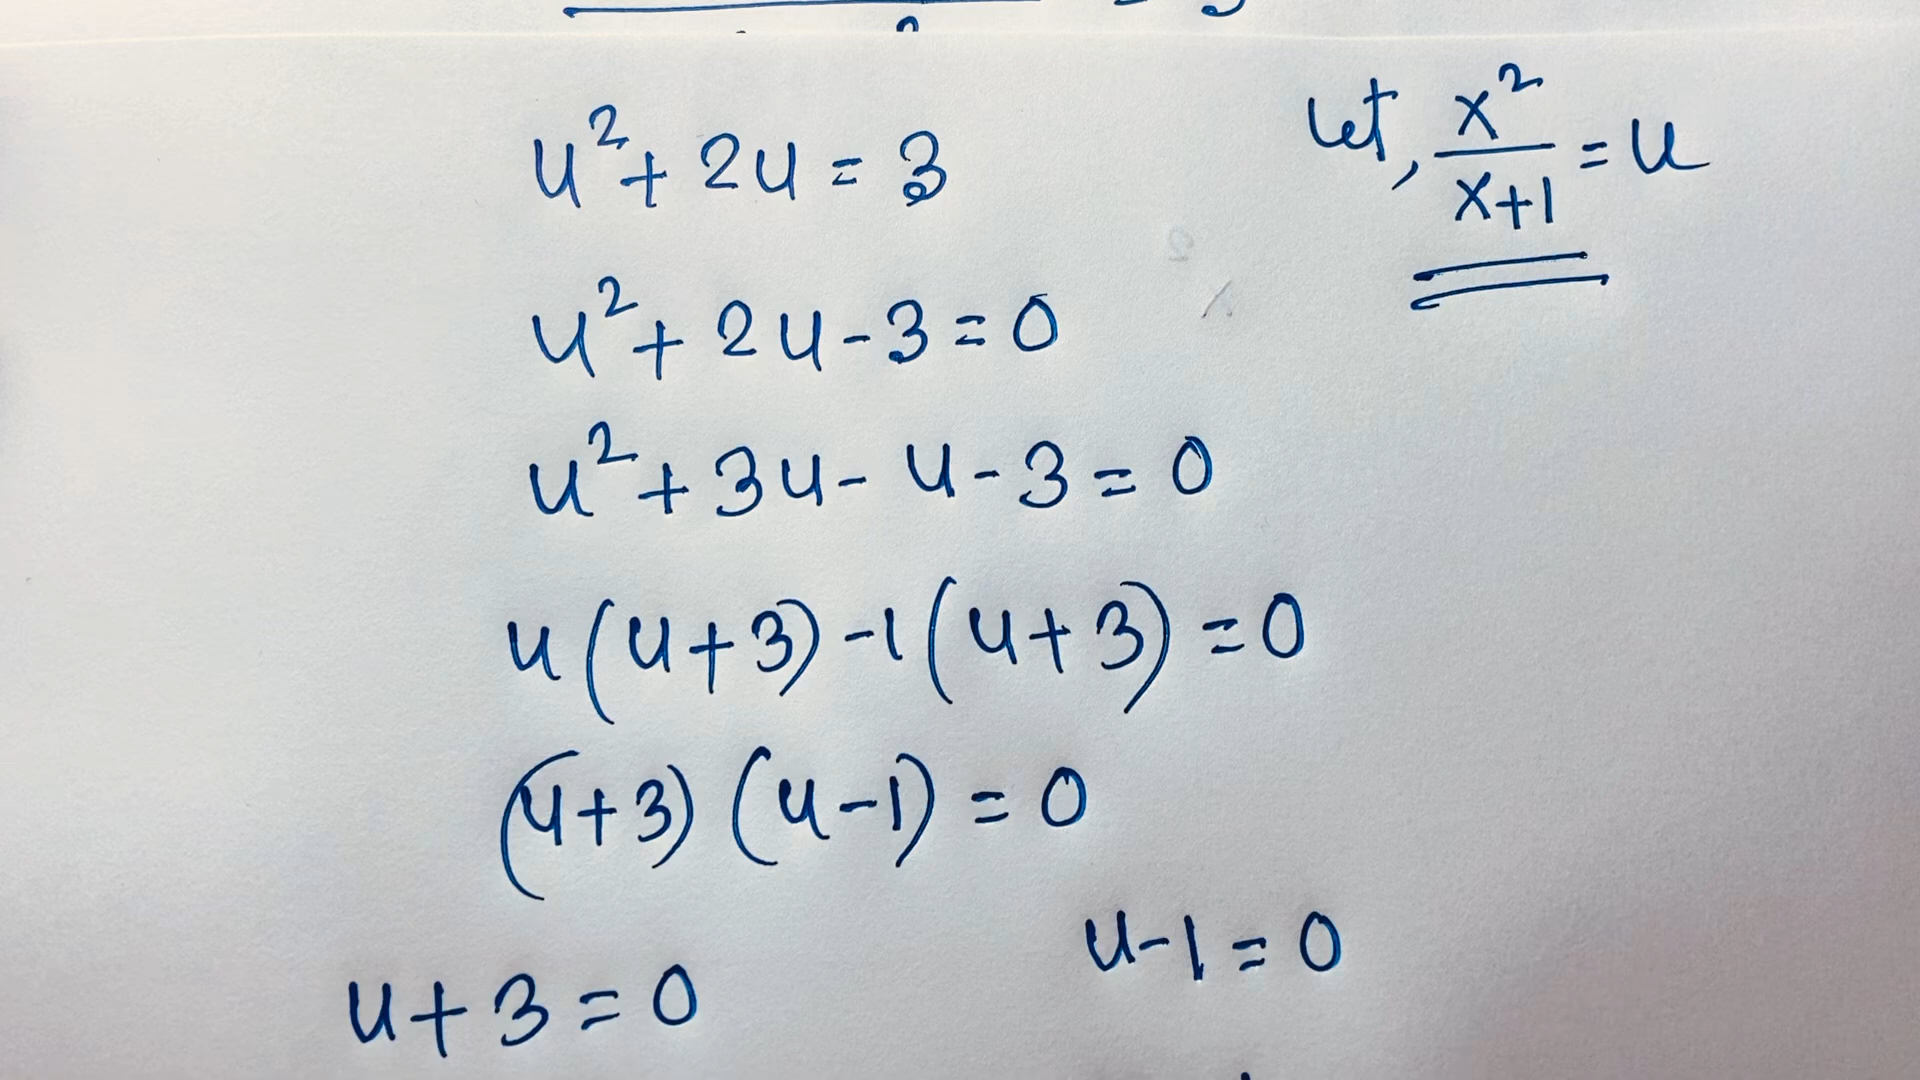 u² + 2u = 3
let, x²/(x+1) = u
u² + 2u - 3 = 0
u² + 3u - u - 3 = 0
u(u+3) - 1(u+3) = 0
(u+3)(u-1) = 0
u - 1 = 0
u + 3 = 0